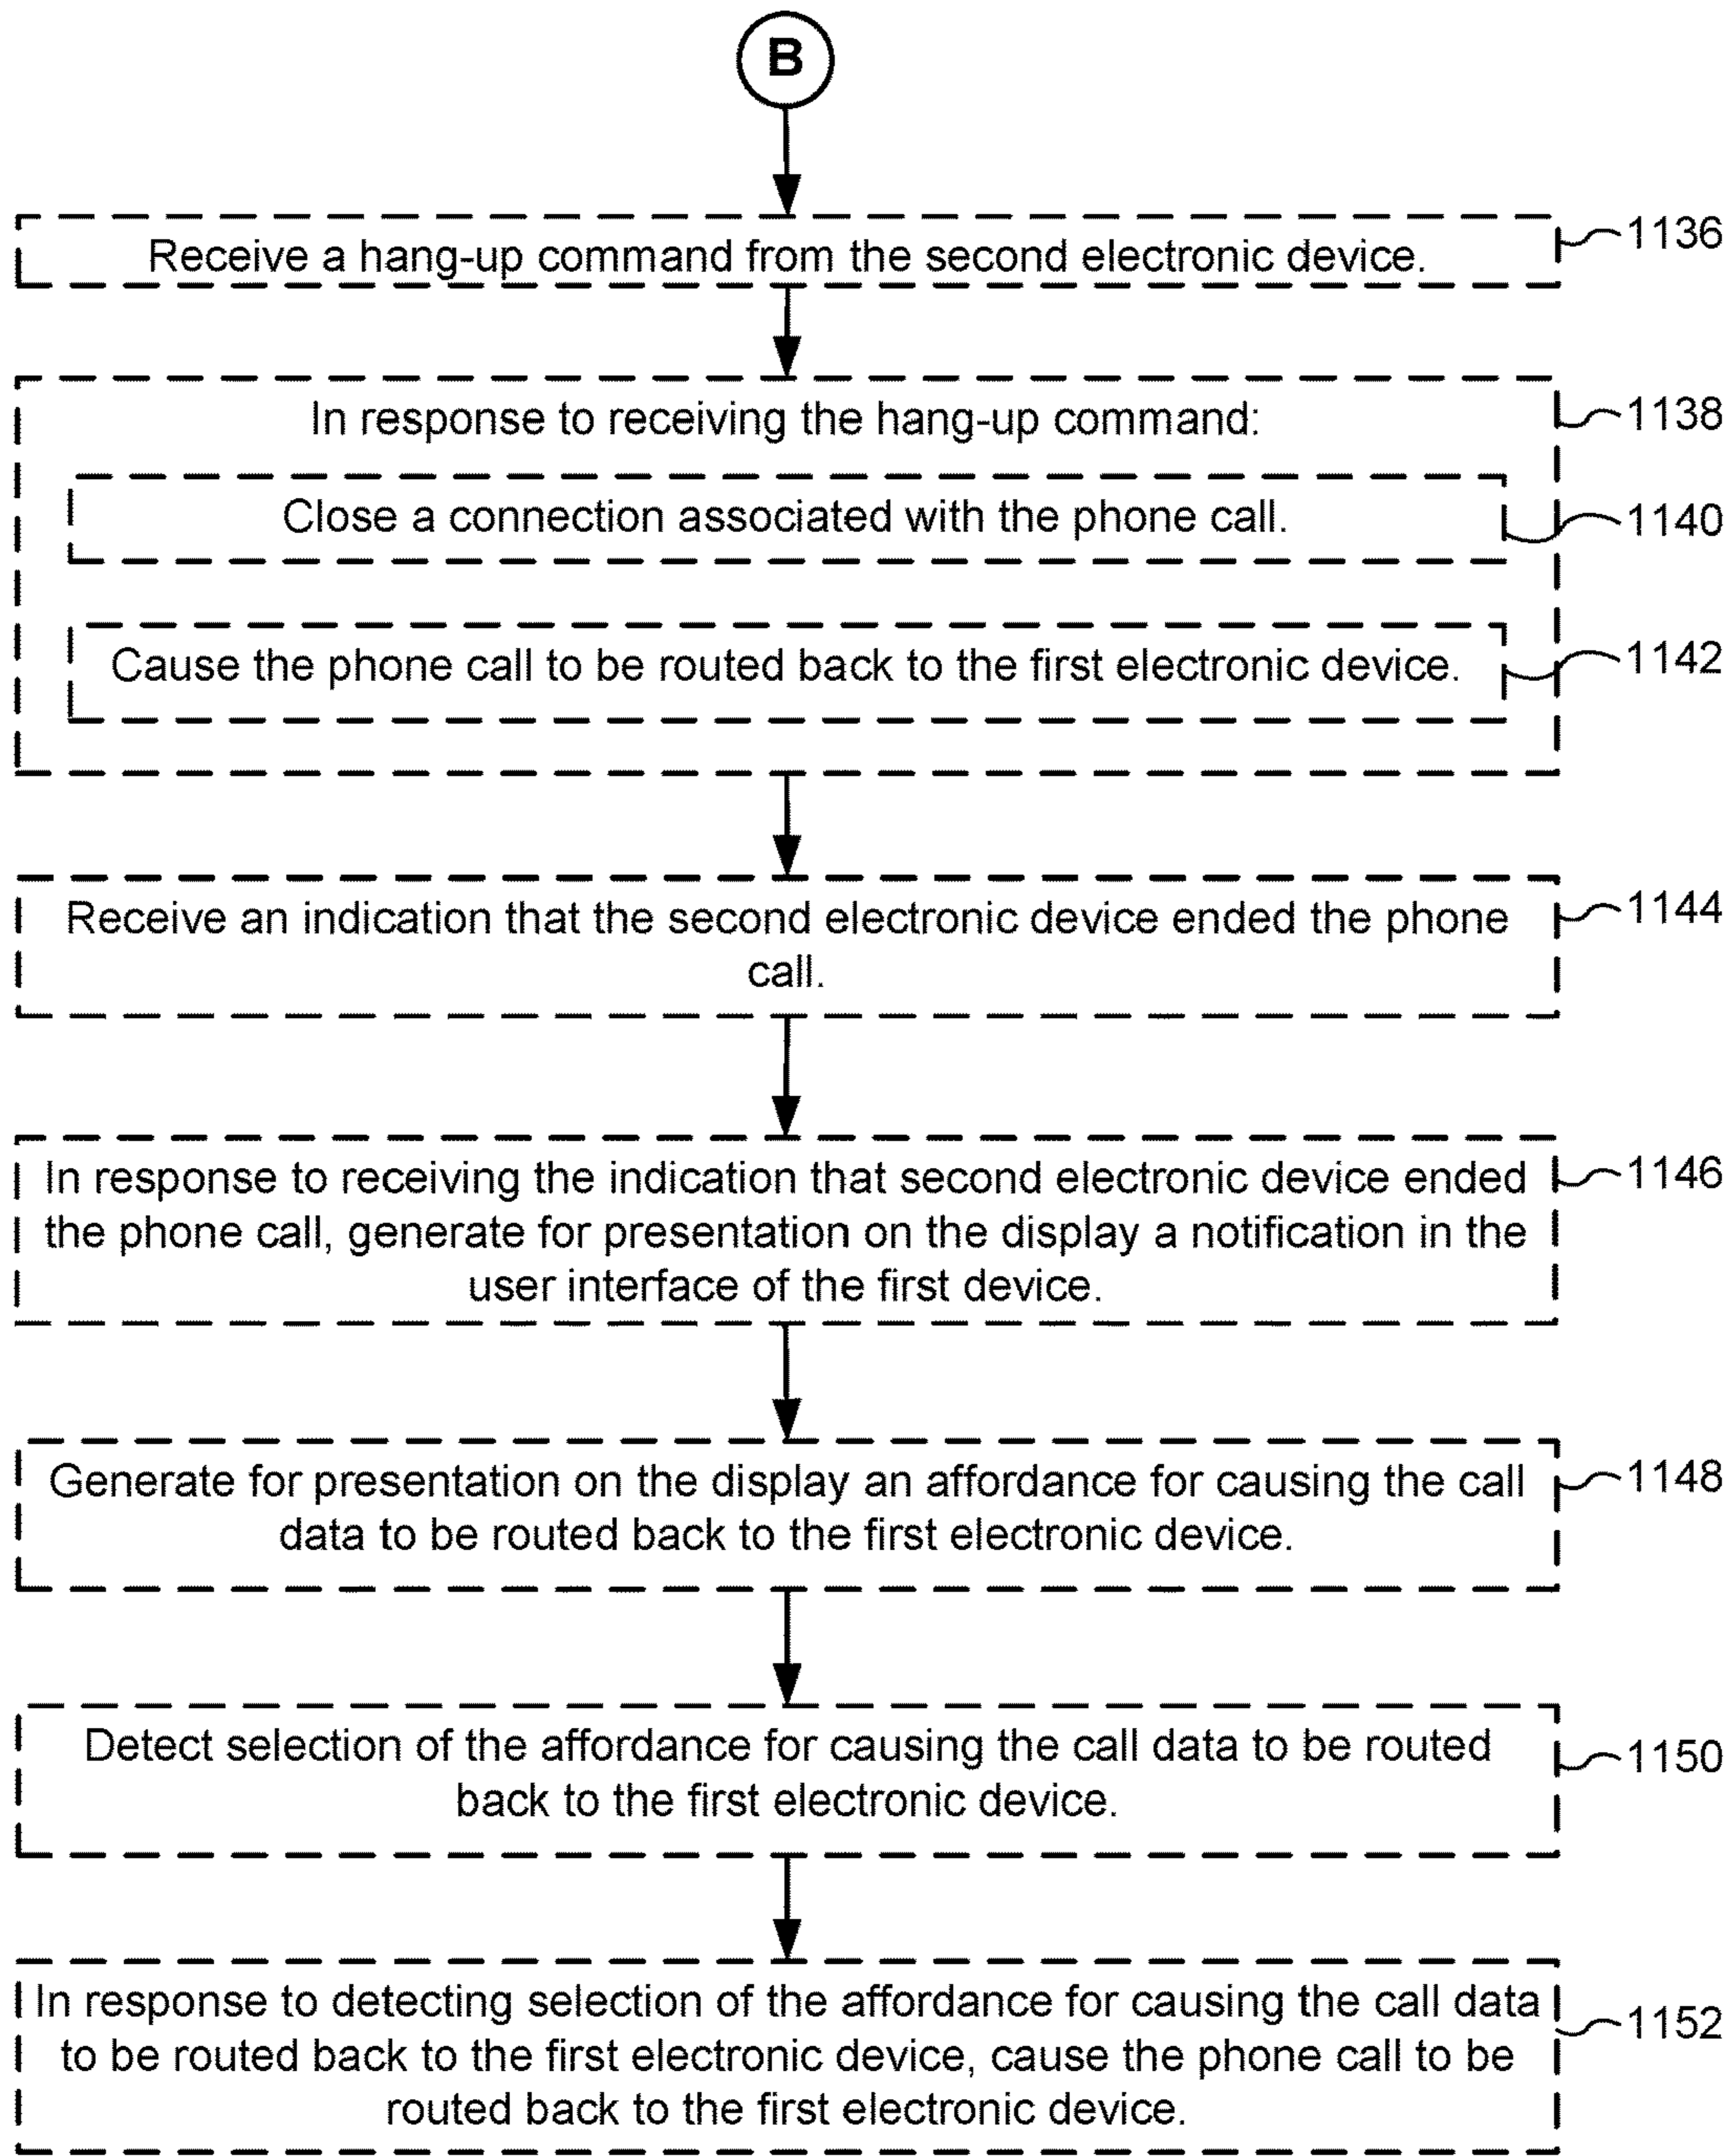 B
Receive a hang-up command from the second electronic device.
1136
In response to receiving the hang-up command:
1138
Close a connection associated with the phone call.
1140
Cause the phone call to be routed back to the first electronic device.
1142
Receive an indication that the second electronic device ended the phone
call.
1144
In response to receiving the indication that second electronic device ended
the phone call, generate for presentation on the display a notification in the
user interface of the first device.
1146
Generate for presentation on the display an affordance for causing the call
data to be routed back to the first electronic device.
1148
Detect selection of the affordance for causing the call data to be routed
back to the first electronic device.
1150
In response to detecting selection of the affordance for causing the call data
to be routed back to the first electronic device, cause the phone call to be
routed back to the first electronic device.
1152